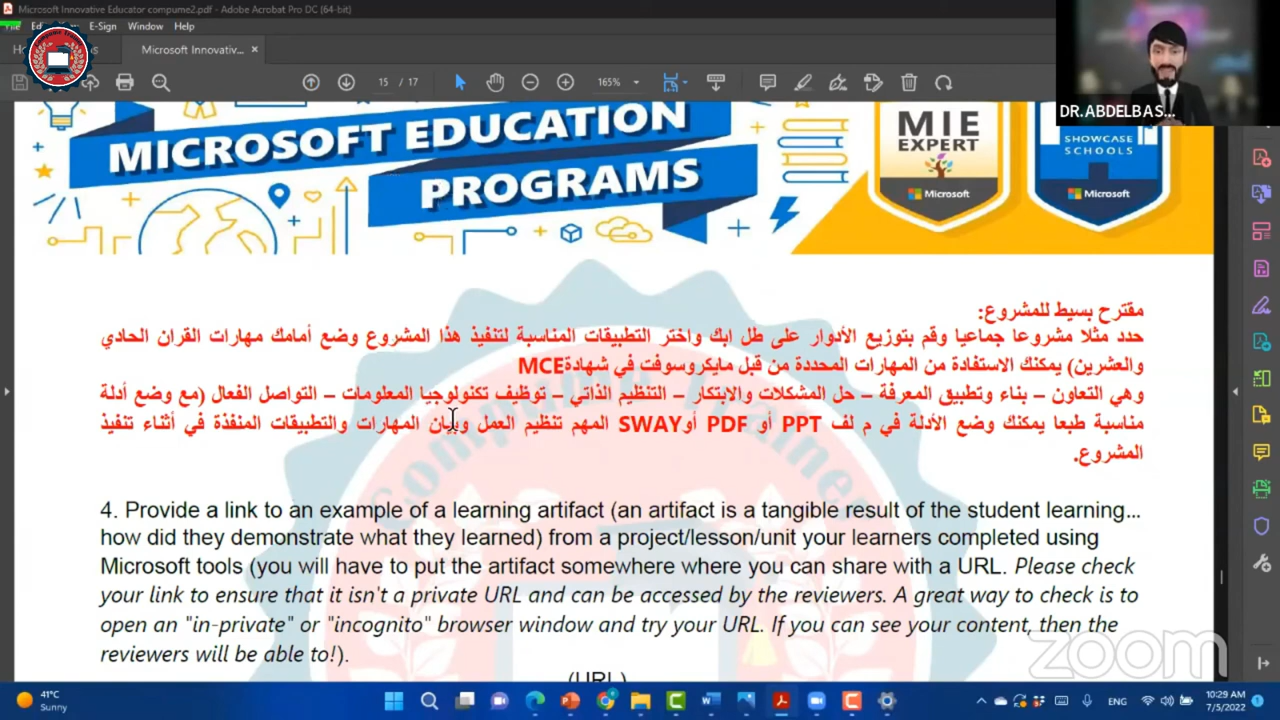 Microsoft Innovative Educator compume2.pdf - Adobe Acrobat Pro DC (64-bit)
E-Sign Window Help
Microsoft Innovativ... ×
15 / 17
165%
DR.ABDELBAS...
MICROSOFT EDUCATION
PROGRAMS
MIE
EXPERT
Microsoft
SHOWCASE
SCHOOLS
Microsoft
مقترح بسيط للمشروع:
حدد مثلا مشروعا جماعيا وقم بتوزيع الأدوار على طل ابك واختر التطبيقات المناسبة لتنفيذ هذا المشروع وضع أمامك مهارات القران الحادي
والعشرين) يمكنك الاستفادة من المهارات المحددة من قبل مايكروسوفت في شهادةMCE
وهي التعاون – بناء وتطبيق المعرفة – حل المشكلات والابتكار – التنظيم الذاتي – توظيف تكنولوجيا المعلومات – التواصل الفعال (مع وضع أدلة
مناسبة طبعا يمكنك وضع الأدلة في م لف PPT أو PDF أوSWAY المهم تنظيم العمل وبيان المهارات والتطبيقات المنفذة في أثناء تنفيذ
المشروع.
4. Provide a link to an example of a learning artifact (an artifact is a tangible result of the student learning...
how did they demonstrate what they learned) from a project/lesson/unit your learners completed using
Microsoft tools (you will have to put the artifact somewhere where you can share with a URL. Please check
your link to ensure that it isn't a private URL and can be accessed by the reviewers. A great way to check is to
open an "in-private" or "incognito" browser window and try your URL. If you can see your content, then the
reviewers will be able to!).
(URL)
zoom
41°C
Sunny
ENG
10:29 AM
7/5/2022